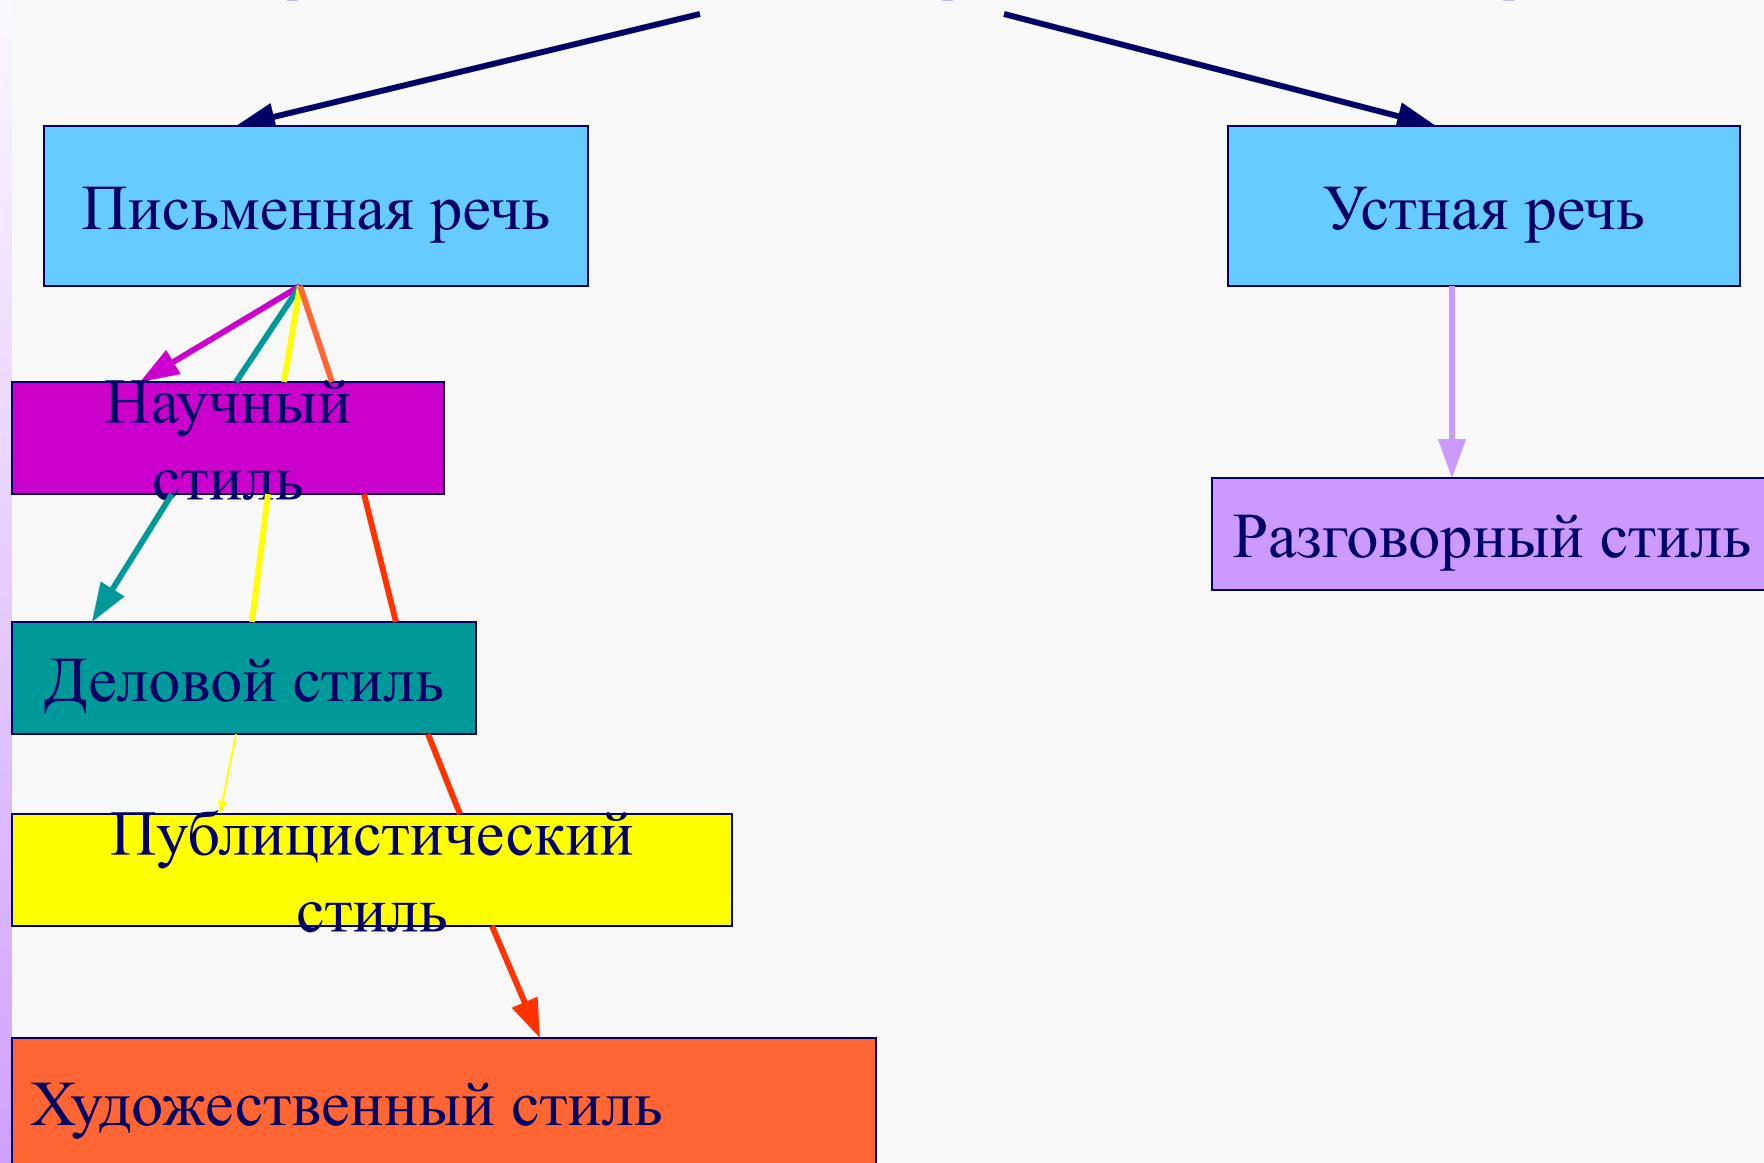 Письменная речь
Устная речь
Научный
стиль
Разговорный стиль
Деловой стиль
Публицистический
стиль
Художественный стиль